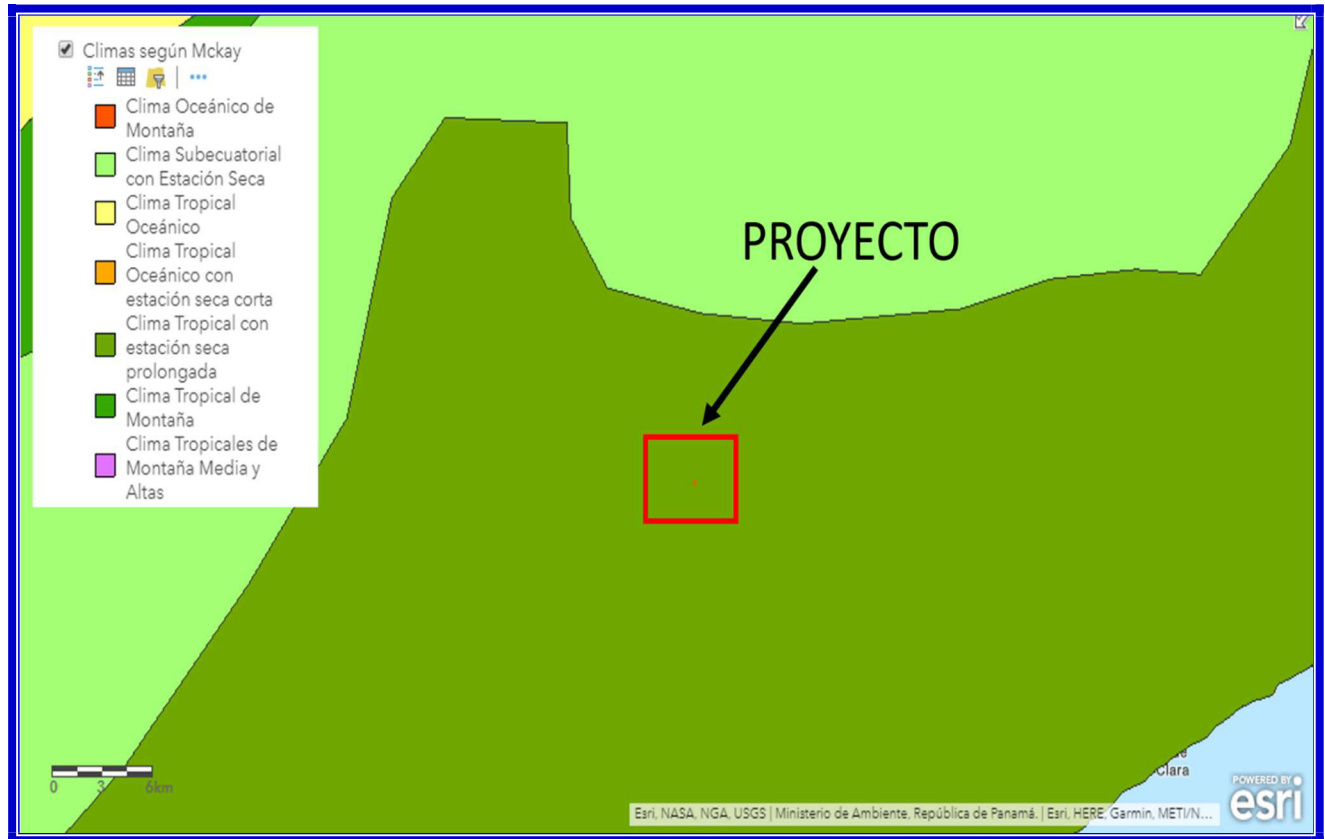 Climas según Mckay
Clima Oceánico de
Montaña
Clima Subecuatorial
con Estación Seca
Clima Tropical
Oceánico
Clima Tropical
Oceánico con
estación seca corta
Clima Tropical con
estación seca
prolongada
Clima Tropical de
Montaña
Clima Tropicales de
Montaña Media y
Altas
PROYECTO
0 3 6km
Clara
Esri, NASA, NGA, USGS | Ministerio de Ambiente, República de Panamá. | Esri, HERE, Garmin, METI/N...
POWERED BY
esri